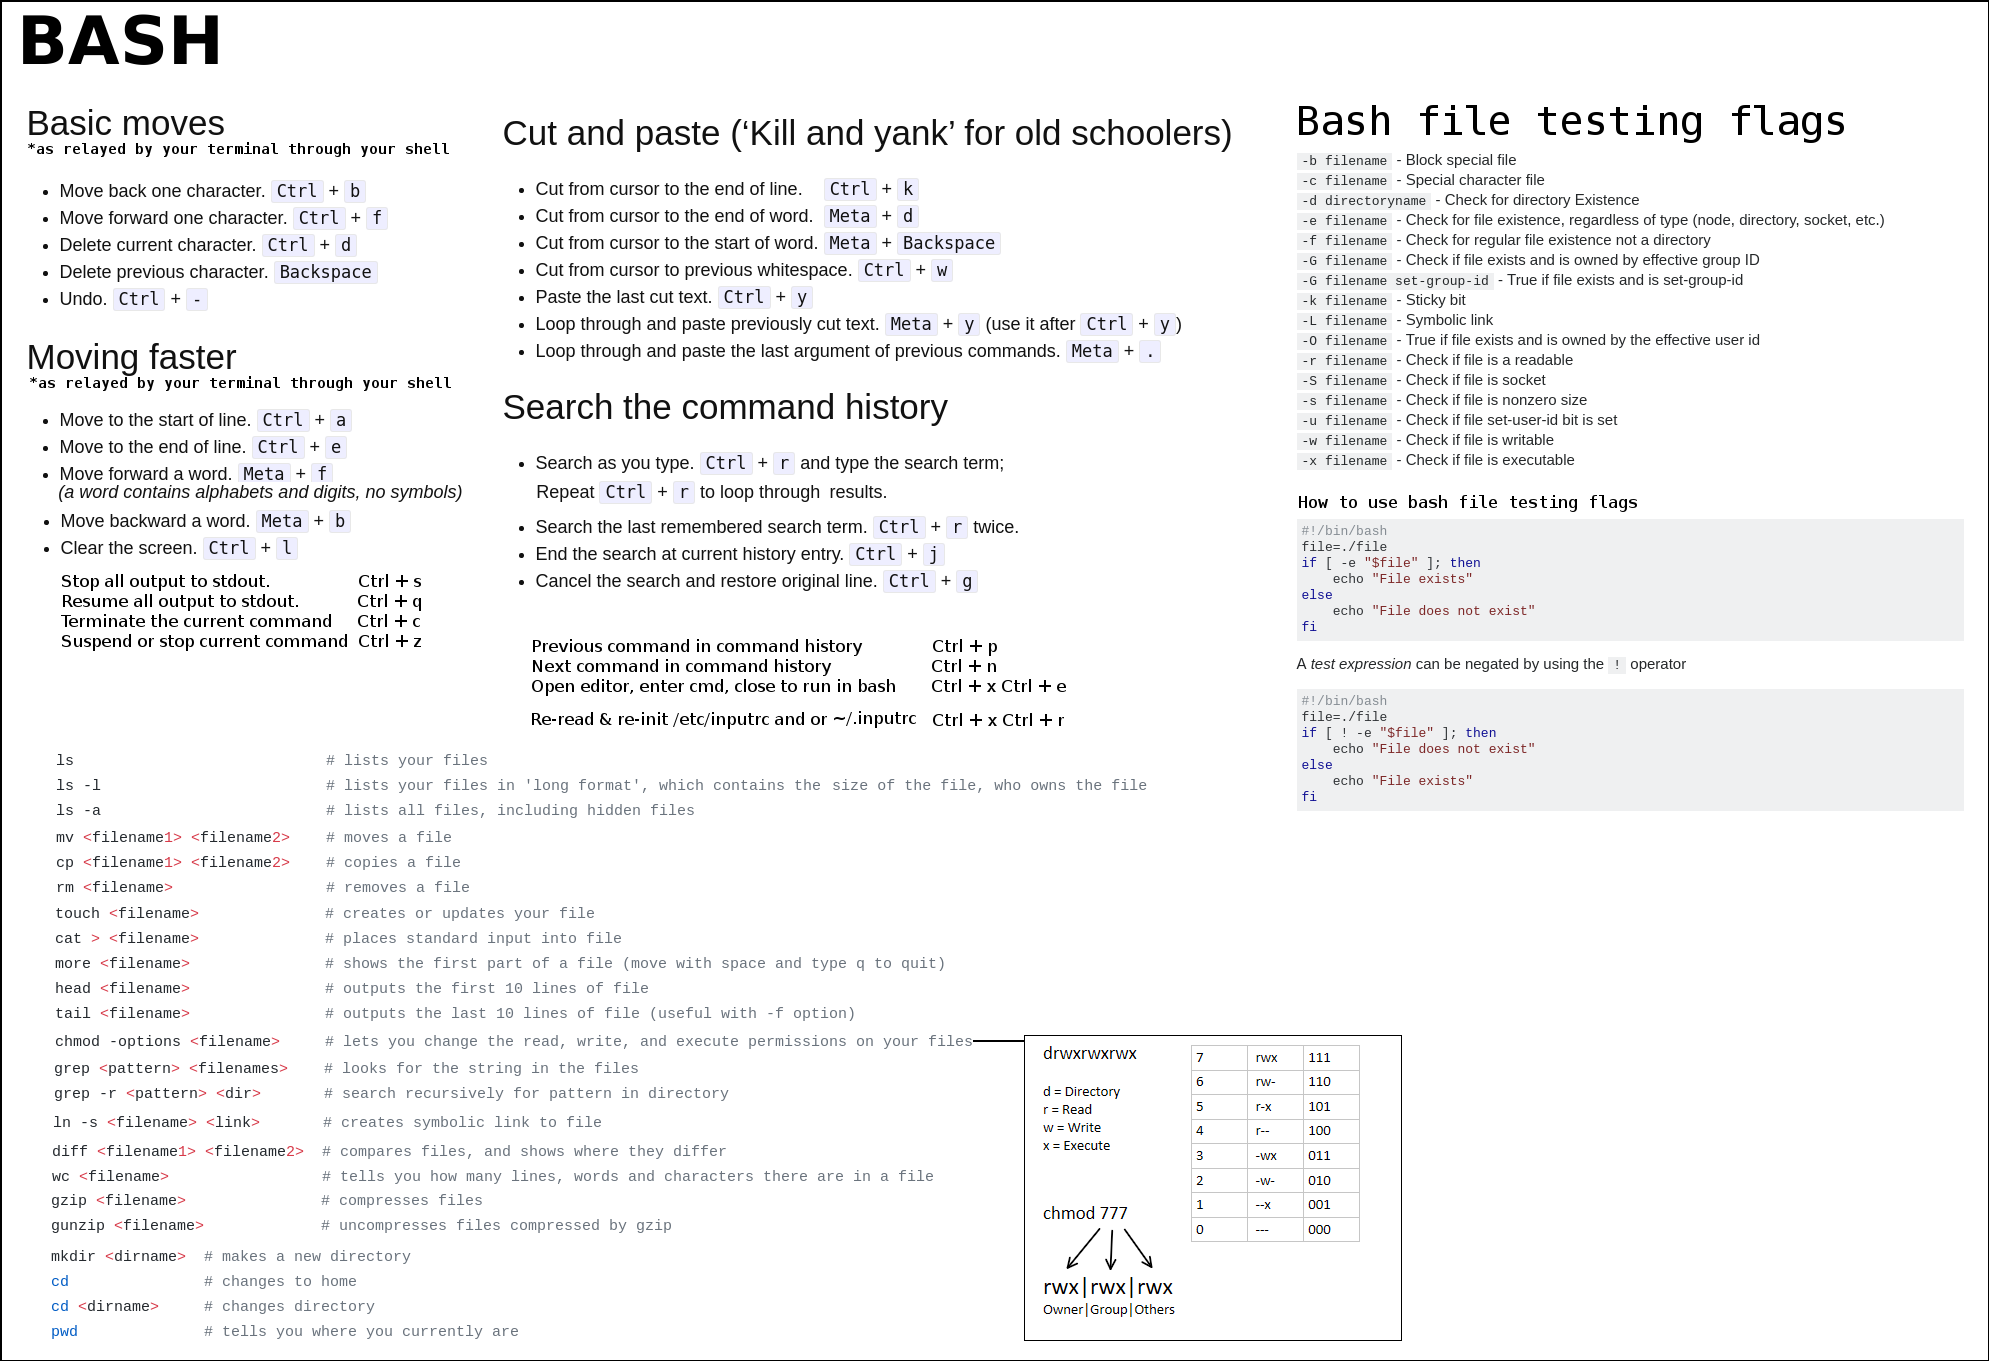 BASH
Basic moves
*as relayed by your terminal through your shell
Move back one character. Ctrl + b
Move forward one character. Ctrl + f
Delete current character. Ctrl + d
Delete previous character. Backspace
Undo. Ctrl + -
Moving faster
*as relayed by your terminal through your shell
Move to the start of line. Ctrl + a
Move to the end of line. Ctrl + e
Move forward a word. Meta + f
(a word contains alphabets and digits, no symbols)
Move backward a word. Meta + b
Clear the screen. Ctrl + l
Stop all output to stdout. Ctrl + s
Resume all output to stdout. Ctrl + q
Terminate the current command Ctrl + c
Suspend or stop current command Ctrl + z
Cut and paste (‘Kill and yank’ for old schoolers)
Cut from cursor to the end of line. Ctrl + k
Cut from cursor to the end of word. Meta + d
Cut from cursor to the start of word. Meta + Backspace
Cut from cursor to previous whitespace. Ctrl + w
Paste the last cut text. Ctrl + y
Loop through and paste previously cut text. Meta + y (use it after Ctrl + y )
Loop through and paste the last argument of previous commands. Meta + .
Search the command history
Search as you type. Ctrl + r and type the search term;
Repeat Ctrl + r to loop through results.
Search the last remembered search term. Ctrl + r twice.
End the search at current history entry. Ctrl + j
Cancel the search and restore original line. Ctrl + g
Previous command in command history Ctrl + p
Next command in command history Ctrl + n
Open editor, enter cmd, close to run in bash Ctrl + x Ctrl + e
Re-read & re-init /etc/inputrc and or ~/.inputrc Ctrl + x Ctrl + r
Bash file testing flags
-b filename - Block special file
-c filename - Special character file
-d directoryname - Check for directory Existence
-e filename - Check for file existence, regardless of type (node, directory, socket, etc.)
-f filename - Check for regular file existence not a directory
-G filename - Check if file exists and is owned by effective group ID
-G filename set-group-id - True if file exists and is set-group-id
-k filename - Sticky bit
-L filename - Symbolic link
-O filename - True if file exists and is owned by the effective user id
-r filename - Check if file is a readable
-S filename - Check if file is socket
-s filename - Check if file is nonzero size
-u filename - Check if file set-user-id bit is set
-w filename - Check if file is writable
-x filename - Check if file is executable
How to use bash file testing flags
#!/bin/bash
file=./file
if [ -e "$file" ]; then
    echo "File exists"
else
    echo "File does not exist"
fi
A test expression can be negated by using the ! operator
#!/bin/bash
file=./file
if [ ! -e "$file" ]; then
    echo "File does not exist"
else
    echo "File exists"
fi
ls # lists your files
ls -l # lists your files in 'long format', which contains the size of the file, who owns the file
ls -a # lists all files, including hidden files
mv <filename1> <filename2> # moves a file
cp <filename1> <filename2> # copies a file
rm <filename> # removes a file
touch <filename> # creates or updates your file
cat > <filename> # places standard input into file
more <filename> # shows the first part of a file (move with space and type q to quit)
head <filename> # outputs the first 10 lines of file
tail <filename> # outputs the last 10 lines of file (useful with -f option)
chmod -options <filename> # lets you change the read, write, and execute permissions on your files
grep <pattern> <filenames> # looks for the string in the files
grep -r <pattern> <dir> # search recursively for pattern in directory
ln -s <filename> <link> # creates symbolic link to file
diff <filename1> <filename2> # compares files, and shows where they differ
wc <filename> # tells you how many lines, words and characters there are in a file
gzip <filename> # compresses files
gunzip <filename> # uncompresses files compressed by gzip
mkdir <dirname> # makes a new directory
cd # changes to home
cd <dirname> # changes directory
pwd # tells you where you currently are
drwxrwxrwx
d = Directory
r = Read
w = Write
x = Execute
chmod 777
rwx|rwx|rwx
Owner|Group|Others
7 rwx 111
6 rw- 110
5 r-x 101
4 r-- 100
3 -wx 011
2 -w- 010
1 --x 001
0 --- 000